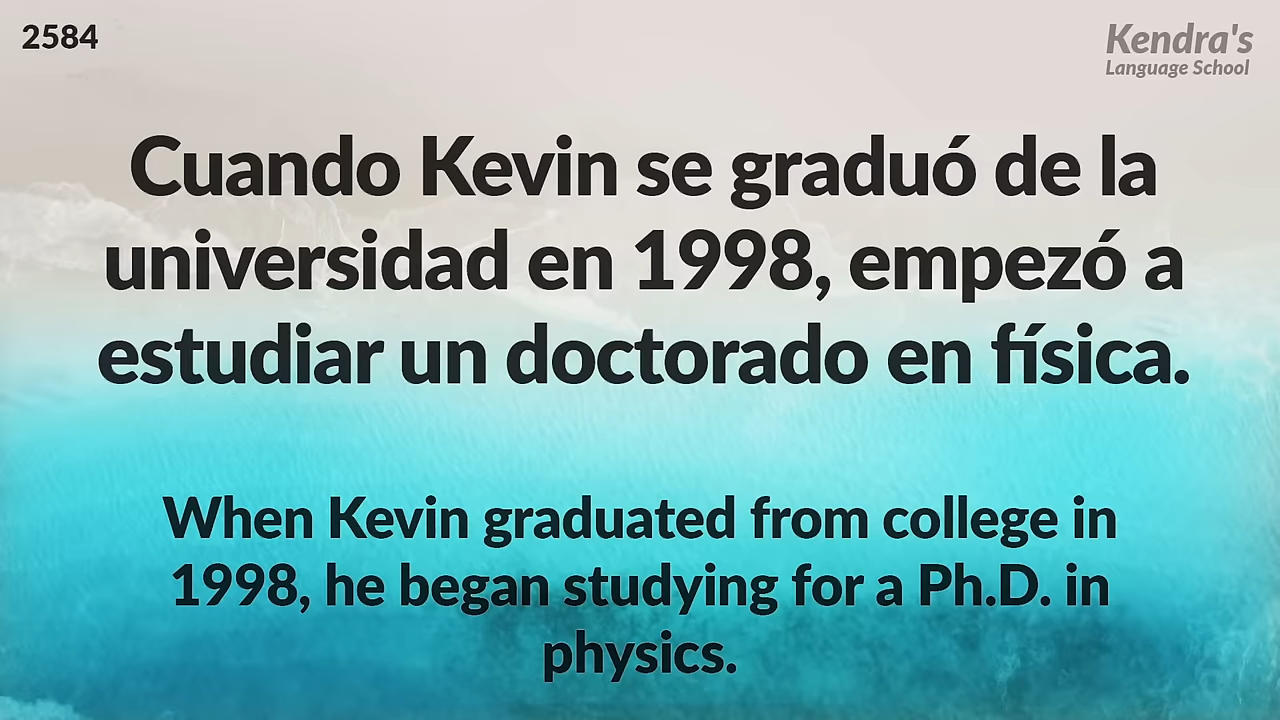 2584
Kendra's
Language School
Cuando Kevin se graduó de la
universidad en 1998, empezó a
estudiar un doctorado en física.
When Kevin graduated from college in
1998, he began studying for a Ph.D. in
physics.